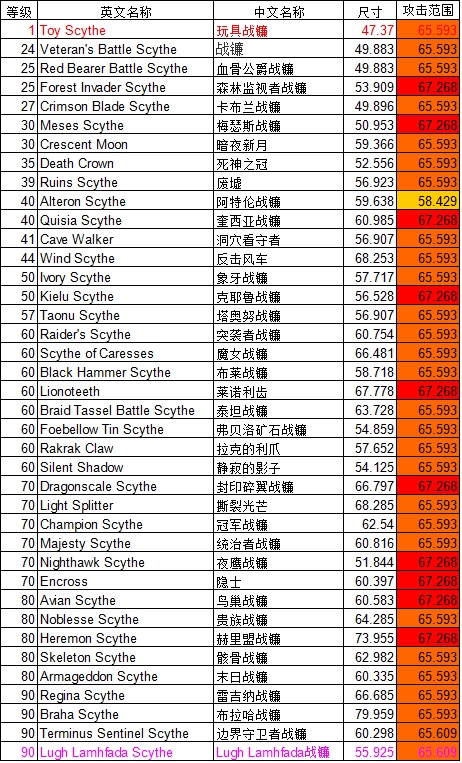 等级 英文名称 中文名称 尺寸 攻击范围
1 Toy Scythe 玩具战镰 47.37 65.593
24 Veteran's Battle Scythe 战镰 49.883 65.593
25 Red Bearer Battle Scythe 血骨公爵战镰 49.883 65.593
25 Forest Invader Scythe 森林监视者战镰 53.909 67.268
27 Crimson Blade Scythe 卡布兰战镰 49.896 65.593
30 Meses Scythe 梅瑟斯战镰 50.953 67.268
30 Crescent Moon 暗夜新月 59.366 65.593
35 Death Crown 死神之冠 52.556 65.593
39 Ruins Scythe 废墟 56.923 65.593
40 Alteron Scythe 阿特伦战镰 59.638 58.429
40 Quisia Scythe 奎西亚战镰 60.985 67.268
41 Cave Walker 洞穴看守者 56.907 65.593
44 Wind Scythe 反击风车 68.253 65.593
50 Ivory Scythe 象牙战镰 57.717 65.593
50 Kielu Scythe 克耶鲁战镰 56.528 67.268
57 Taonu Scythe 塔奥努战镰 56.907 65.593
60 Raider's Scythe 突袭者战镰 60.754 65.593
60 Scythe of Caresses 魔女战镰 66.481 65.593
60 Black Hammer Scythe 布莱战镰 58.718 65.593
60 Lionoteeth 莱诺利齿 67.778 67.268
60 Braid Tassel Battle Scythe 泰坦战镰 63.728 65.593
60 Foebellow Tin Scythe 弗贝洛矿石战镰 54.859 65.593
60 Rakrak Claw 拉克的利爪 57.652 65.593
60 Silent Shadow 静寂的影子 54.125 65.593
70 Dragonscale Scythe 封印碎翼战镰 66.797 67.268
70 Light Splitter 撕裂光芒 68.285 65.593
70 Champion Scythe 冠军战镰 62.54 65.593
70 Majesty Scythe 统治者战镰 60.816 65.593
70 Nighthawk Scythe 夜鹰战镰 51.844 67.268
70 Encross 隐士 60.397 67.268
80 Avian Scythe 鸟巢战镰 60.583 67.268
80 Noblesse Scythe 贵族战镰 64.285 65.593
80 Heremon Scythe 赫里盟战镰 73.955 67.268
80 Skeleton Scythe 骸骨战镰 62.982 65.593
80 Armageddon Scythe 末日战镰 60.335 65.593
90 Regina Scythe 雷吉纳战镰 66.685 65.593
90 Braha Scythe 布拉哈战镰 79.959 65.593
90 Terminus Sentinel Scythe 边界守卫者战镰 60.298 65.609
90 Lugh Lamhfada Scythe Lugh Lamhfada战镰 55.925 65.609